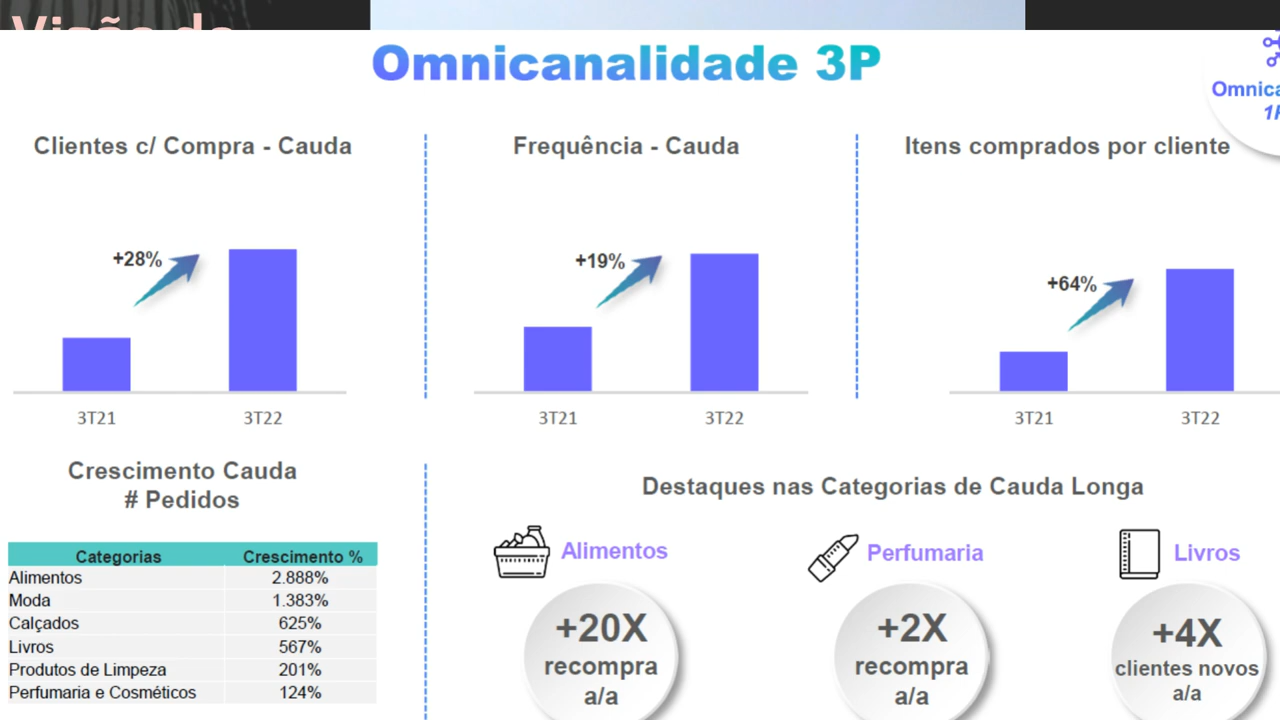 Visão do
Omnicanalidade 3P
Clientes c/ Compra - Cauda
+28%
3T21
3T22
Frequência - Cauda
+19%
3T21
3T22
Itens comprados por cliente
+64%
3T21
3T22
Crescimento Cauda
# Pedidos
Categorias Crescimento %
Alimentos 2.888%
Moda 1.383%
Calçados 625%
Livros 567%
Produtos de Limpeza 201%
Perfumaria e Cosméticos 124%
Destaques nas Categorias de Cauda Longa
Alimentos
+20X
recompra
a/a
Perfumaria
+2X
recompra
a/a
Livros
+4X
clientes novos
a/a